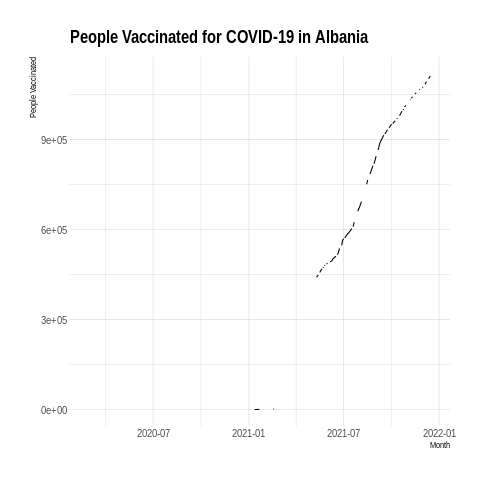 People Vaccinated for COVID-19 in Albania
People Vaccinated
9e+05
6e+05
3e+05
0e+00
2020-07
2021-01
2021-07
2022-01
Month